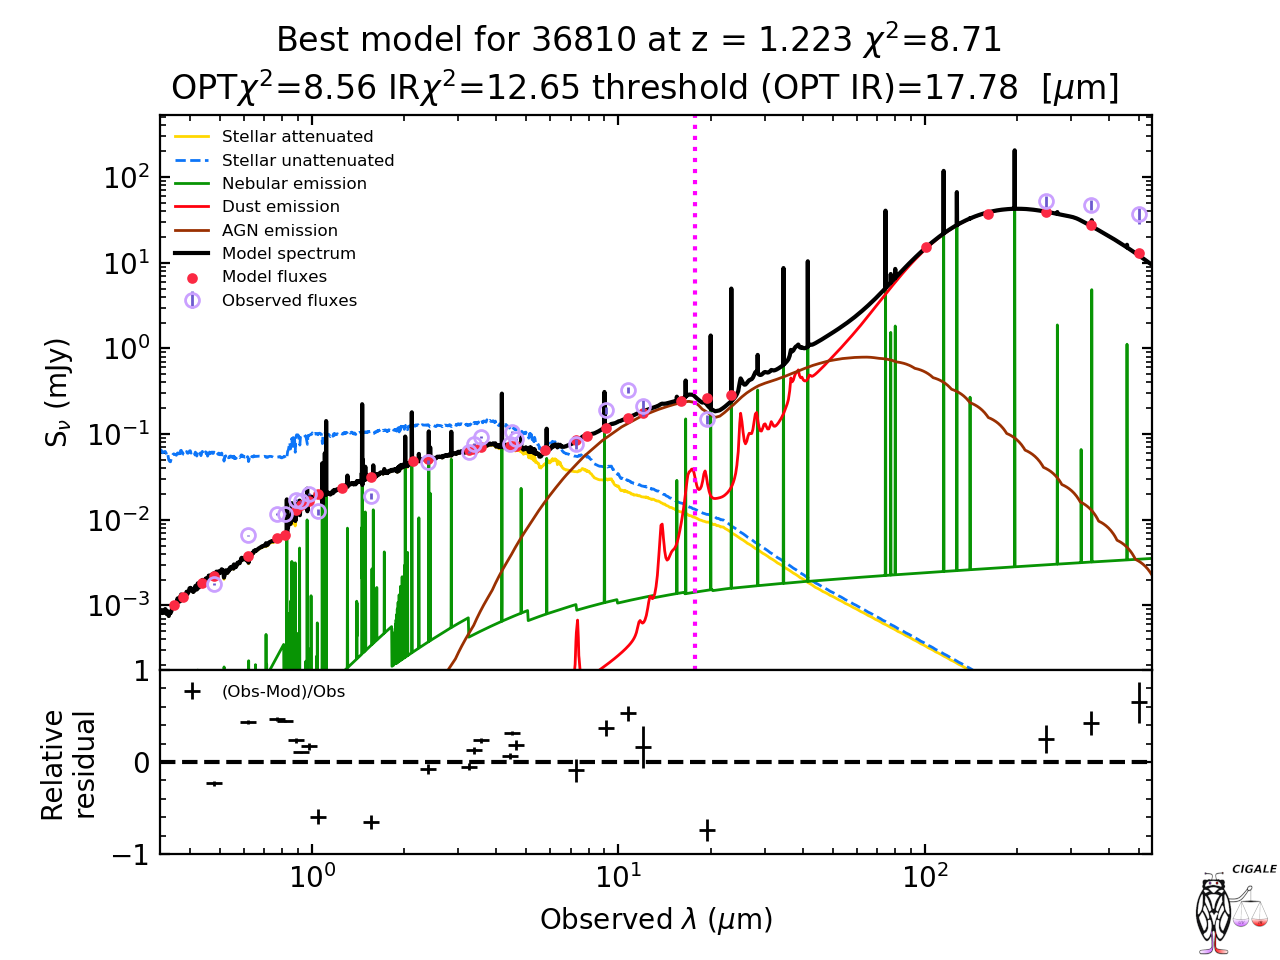 Best model for 36810 at z = 1.223 χ²=8.71
OPTχ²=8.56 IRχ²=12.65 threshold (OPT IR)=17.78 [μm]
Stellar attenuated
Stellar unattenuated
Nebular emission
Dust emission
AGN emission
Model spectrum
Model fluxes
Observed fluxes
10²
10¹
10⁰
10⁻¹
10⁻²
10⁻³
S_ν (mJy)
(Obs-Mod)/Obs
1
0
−1
Relative
residual
10⁰ 10¹ 10²
Observed λ (μm)
CIGALE